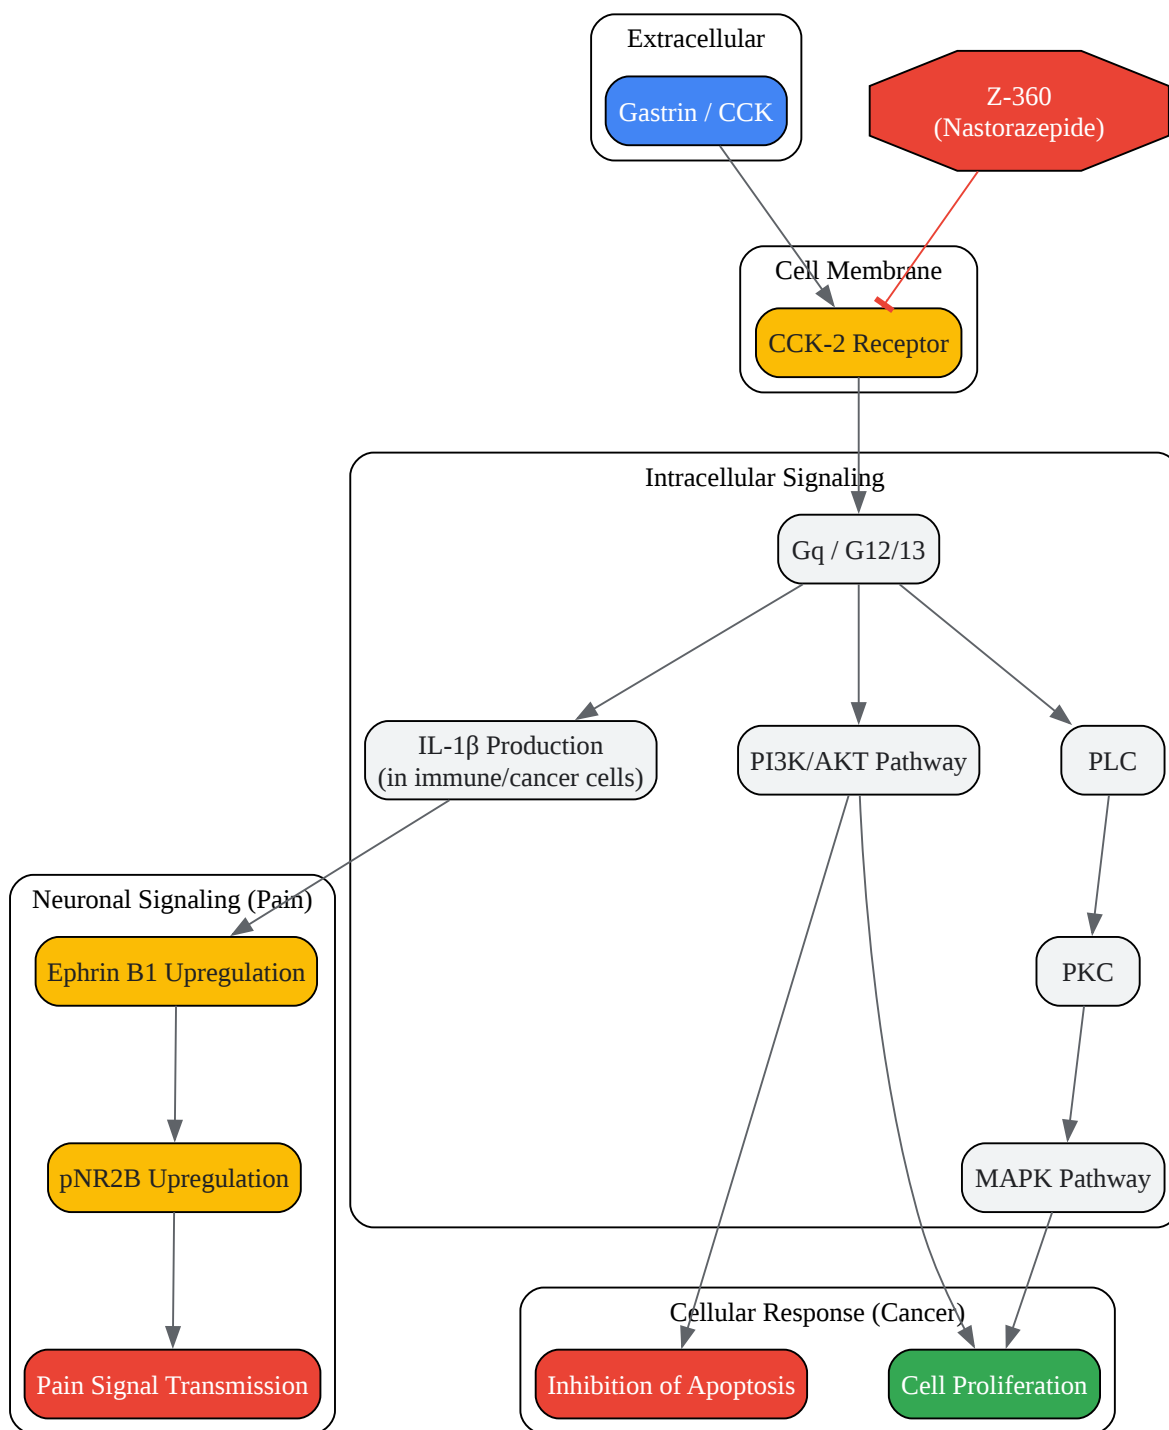 Extracellular
Gastrin / CCK
Z-360
(Nastorazepide)
Cell Membrane
CCK-2 Receptor
Intracellular Signaling
Gq / G12/13
IL-1β Production
(in immune/cancer cells)
PI3K/AKT Pathway
PLC
Neuronal Signaling (Pain)
Ephrin B1 Upregulation
PKC
pNR2B Upregulation
MAPK Pathway
Cellular Response (Cancer)
Pain Signal Transmission
Inhibition of Apoptosis
Cell Proliferation